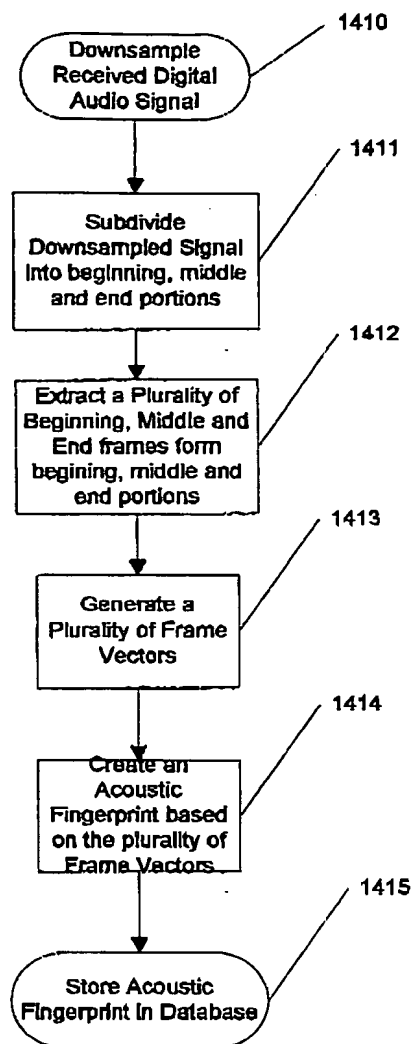 1410
Downsample
Received Digital
Audio Signal
1411
Subdivide
Downsampled Signal
into beginning, middle
and end portions
1412
Extract a Plurality of
Beginning, Middle and
End frames form
begining, middle and
end portions
1413
Generate a
Plurality of Frame
Vectors
1414
Create an
Acoustic
Fingerprint based
on the plurality of
Frame Vectors
1415
Store Acoustic
Fingerprint in Database